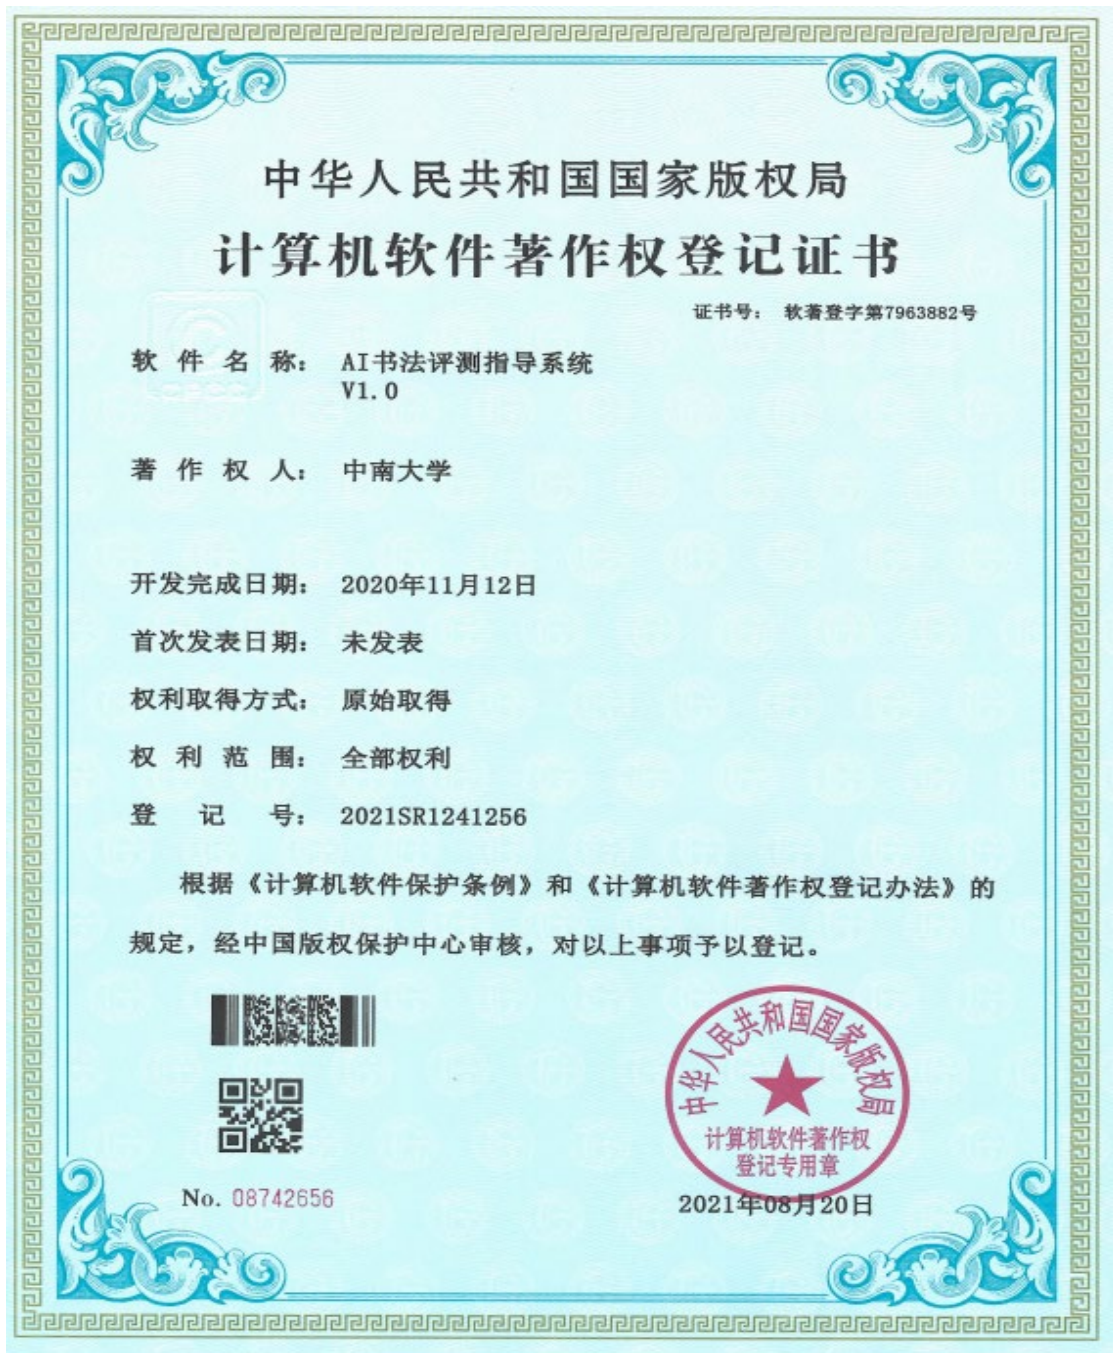 中华人民共和国国家版权局
计算机软件著作权登记证书
证书号： 软著登字第7963882号
软件名称： AI书法评测指导系统
V1.0
著作权人： 中南大学
开发完成日期： 2020年11月12日
首次发表日期： 未发表
权利取得方式： 原始取得
权利范围： 全部权利
登记号： 2021SR1241256
根据《计算机软件保护条例》和《计算机软件著作权登记办法》的
规定，经中国版权保护中心审核，对以上事项予以登记。
中华人民共和国国家版权局
计算机软件著作权
登记专用章
No. 08742656
2021年08月20日